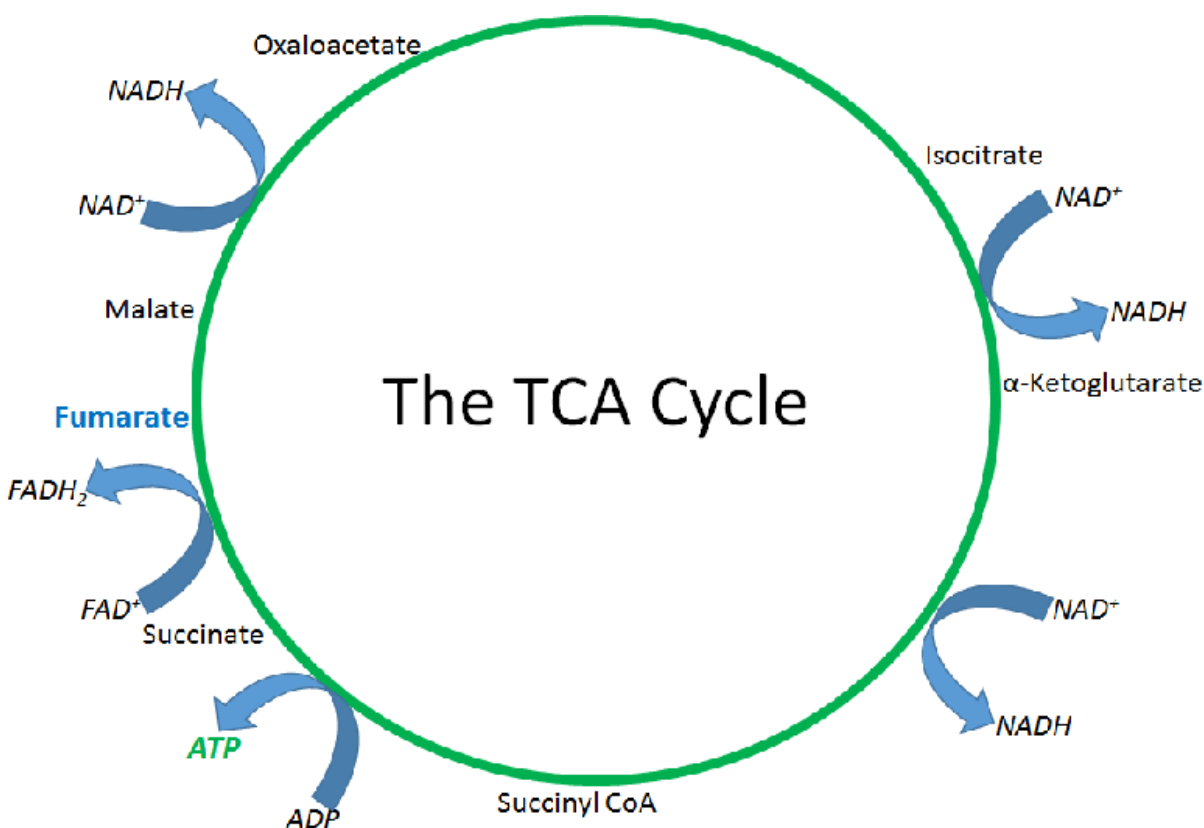 Oxaloacetate
NADH
Isocitrate
NAD⁺
NAD⁺
Malate
NADH
The TCA Cycle
α-Ketoglutarate
Fumarate
FADH₂
FAD⁺
NAD⁺
Succinate
NADH
ATP
Succinyl CoA
ADP